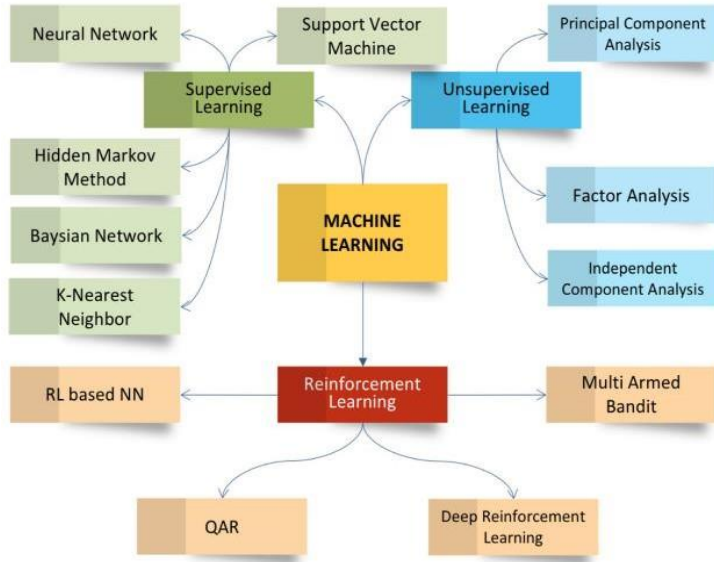 Neural Network
Support Vector
Machine
Principal Component
Analysis
Supervised
Learning
Unsupervised
Learning
Hidden Markov
Method
Baysian Network
K-Nearest
Neighbor
MACHINE
LEARNING
Factor Analysis
Independent
Component Analysis
RL based NN
Reinforcement
Learning
Multi Armed
Bandit
QAR
Deep Reinforcement
Learning